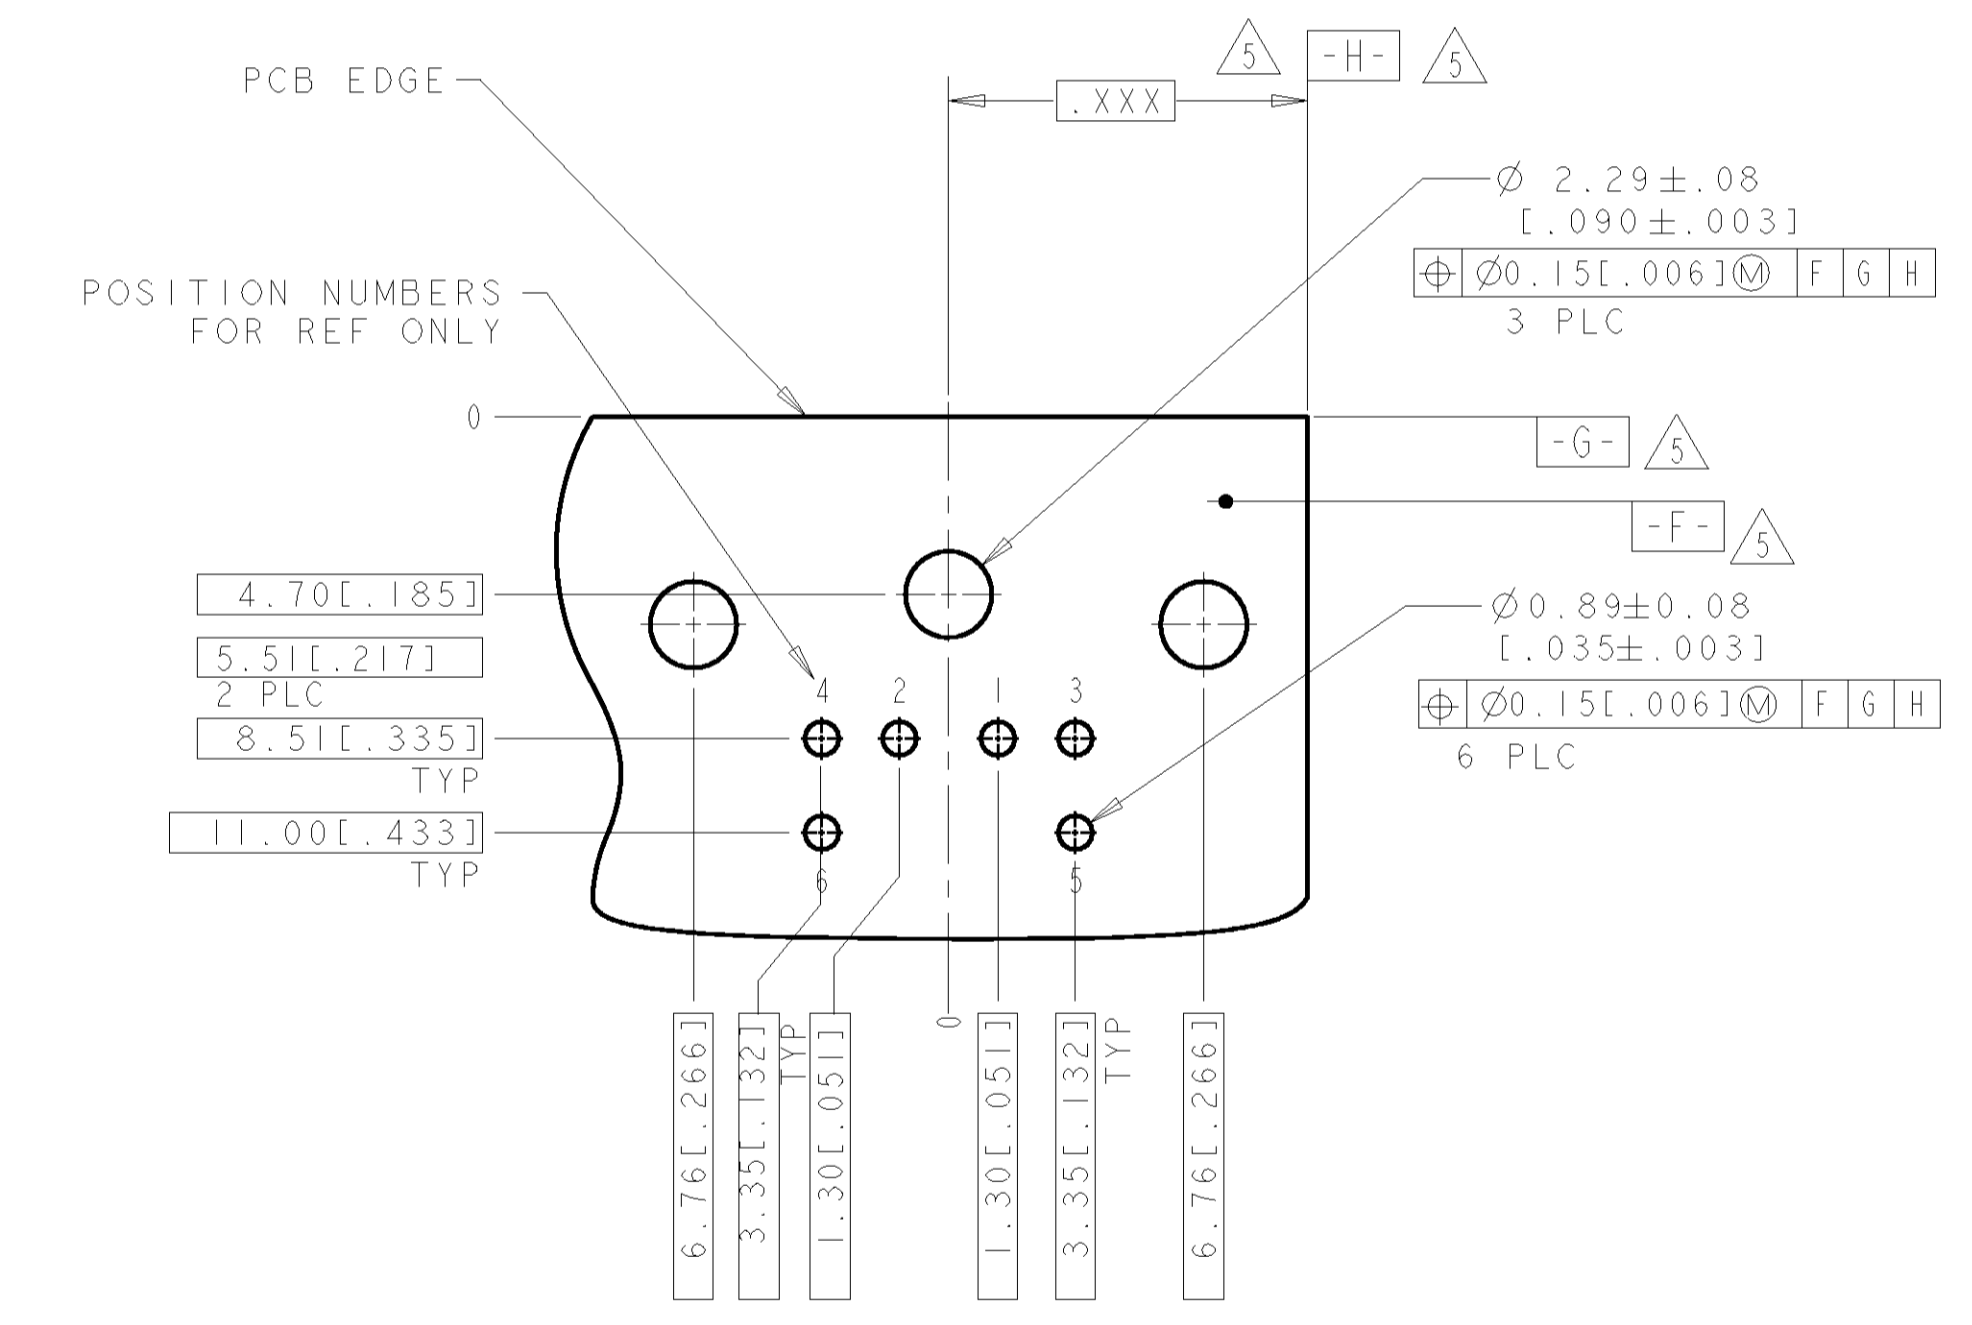 5
-H-
5
PCB EDGE
.XXX
Ø 2.29±.08
[.090±.003]
⌖ Ø0.15[.006]Ⓜ F G H
3 PLC
POSITION NUMBERS
FOR REF ONLY
0
-G-
5
-F-
5
4.70[.185]
5.51[.217]
2 PLC
8.51[.335]
TYP
11.00[.433]
TYP
Ø0.89±0.08
[.035±.003]
⌖ Ø0.15[.006]Ⓜ F G H
6 PLC
4 2 1 3
6 5
6.76[.266]
3.35[.132]
TYP
1.30[.051]
0
1.30[.051]
3.35[.132]
TYP
6.76[.266]